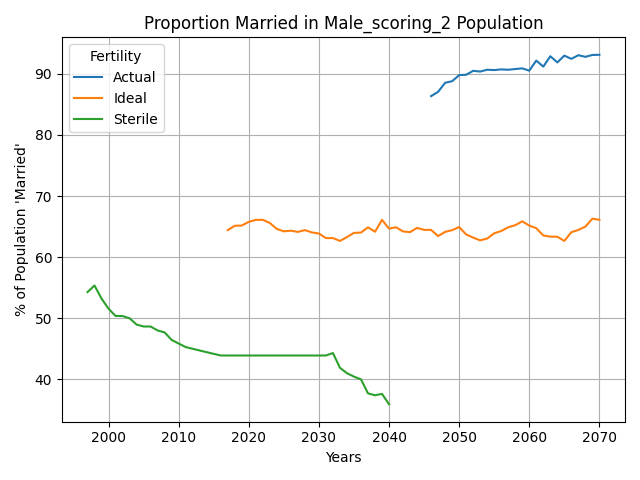 Proportion Married in Male_scoring_2 Population
Fertility
Actual
Ideal
Sterile
% of Population 'Married'
90
80
70
60
50
40
2000 2010 2020 2030 2040 2050 2060 2070
Years